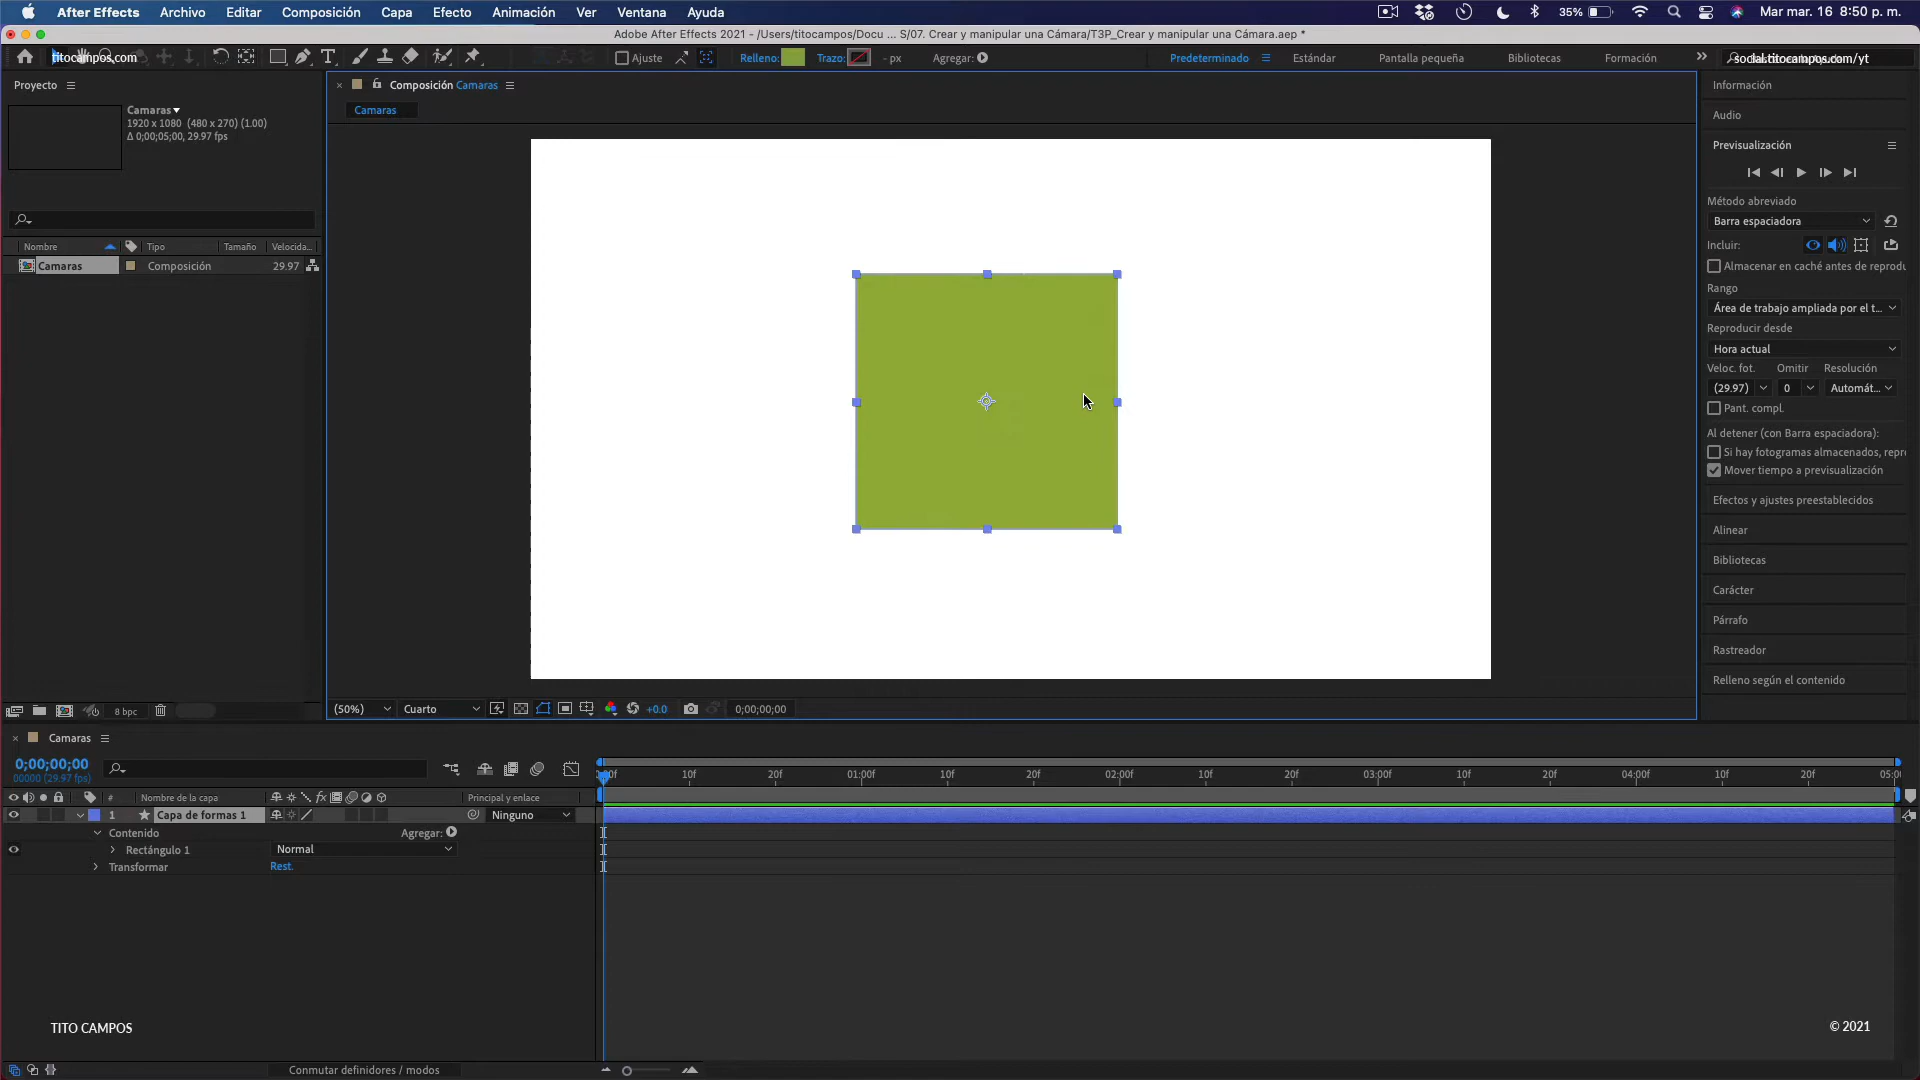 After Effects Archivo Editar Composición Capa Efecto Animación Ver Ventana Ayuda 35% Mar mar. 16 8:50 p. m.
Adobe After Effects 2021 - /Users/titocampos/Docu ... S/07. Crear y manipular una Cámara/T3P_Crear y manipular una Cámara.aep *
titocampos.com Ajuste Relleno: Trazo: - px Agregar: Predeterminado Estándar Pantalla pequeña Bibliotecas Formación social.titocampos.com/yt
Proyecto
Camaras
1920 x 1080 (480 x 270) (1.00)
Δ 0;00;05;00, 29.97 fps
Nombre Tipo Tamaño Velocida...
Camaras Composición 29.97
8 bpc
Composición Camaras
Camaras
(50%) Cuarto +0.0 0;00;00;00
Información
Audio
Previsualización
Método abreviado
Barra espaciadora
Incluir:
Almacenar en caché antes de reprodu
Rango
Área de trabajo ampliada por el t...
Reproducir desde
Hora actual
Veloc. fot. Omitir Resolución
(29.97) 0 Automát...
Pant. compl.
Al detener (con Barra espaciadora):
Si hay fotogramas almacenados, repr
Mover tiempo a previsualización
Efectos y ajustes preestablecidos
Alinear
Bibliotecas
Carácter
Párrafo
Rastreador
Relleno según el contenido
Camaras
0;00;00;00
00000 (29.97 fps)
:00f 10f 20f 01:00f 10f 20f 02:00f 10f 20f 03:00f 10f 20f 04:00f 10f 20f 05:0
# Nombre de la capa fx Principal y enlace
1 Capa de formas 1 Ninguno
Contenido Agregar:
Rectángulo 1 Normal
Transformar Rest.
TITO CAMPOS
© 2021
Conmutar definidores / modos